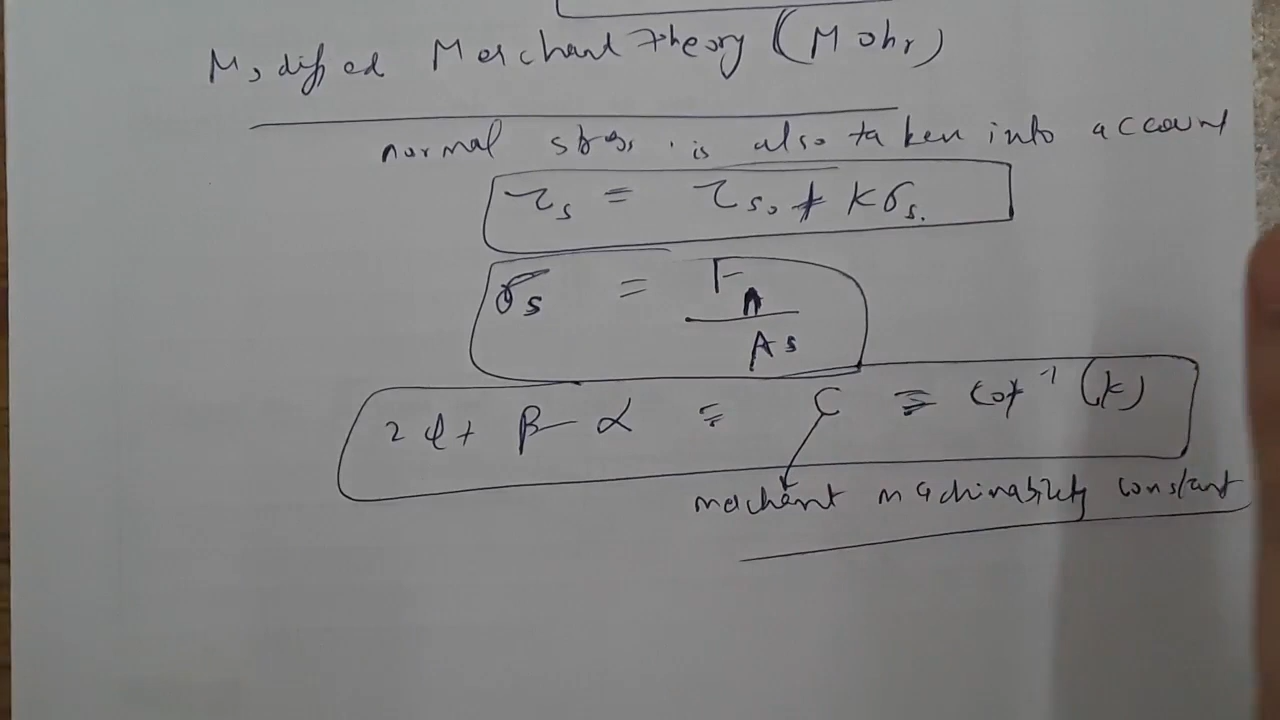 Modified Merchant Theory (Mohr)
normal stress is also taken into account
τs = τs₀ + kσs.
σs = Fn / As
2φ + β - α = C = cot⁻¹(k)
merchant machinability constant